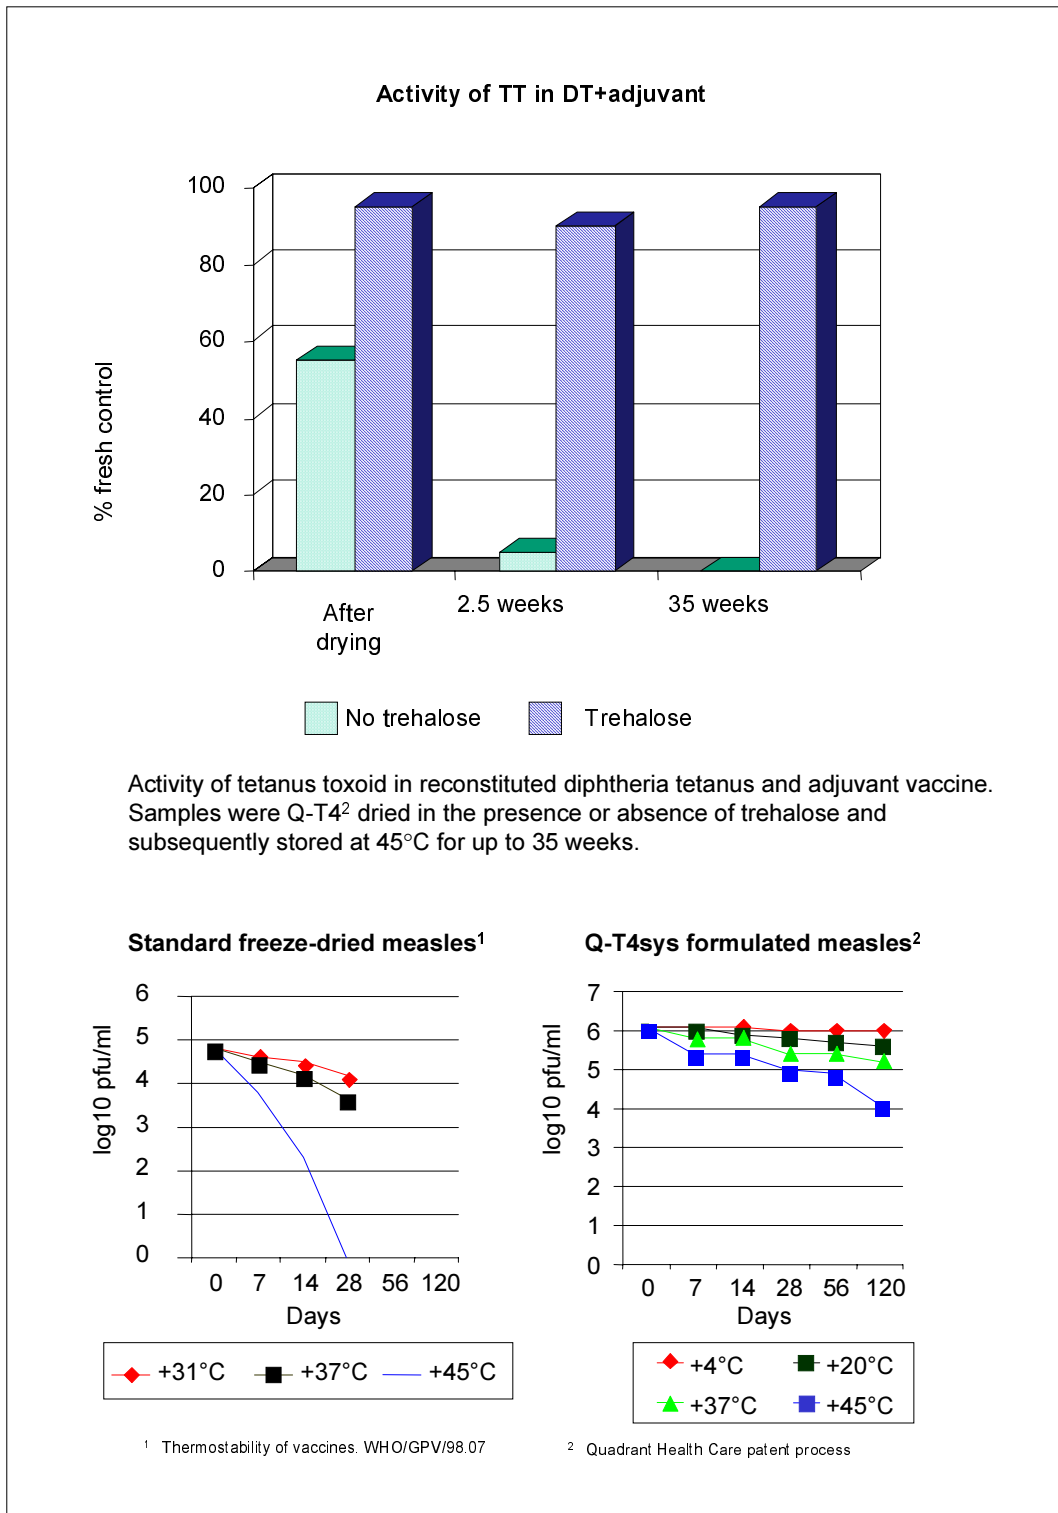 Activity of TT in DT+adjuvant
% fresh control
100
80
60
40
20
0
After
drying
2.5 weeks
35 weeks
No trehalose
Trehalose
Activity of tetanus toxoid in reconstituted diphtheria tetanus and adjuvant vaccine.
Samples were Q-T4² dried in the presence or absence of trehalose and
subsequently stored at 45°C for up to 35 weeks.
Standard freeze-dried measles¹
log10 pfu/ml
6
5
4
3
2
1
0
0 7 14 28 56 120
Days
+31°C +37°C +45°C
Q-T4sys formulated measles²
log10 pfu/ml
7
6
5
4
3
2
1
0
0 7 14 28 56 120
Days
+4°C +20°C
+37°C +45°C
¹ Thermostability of vaccines. WHO/GPV/98.07
² Quadrant Health Care patent process